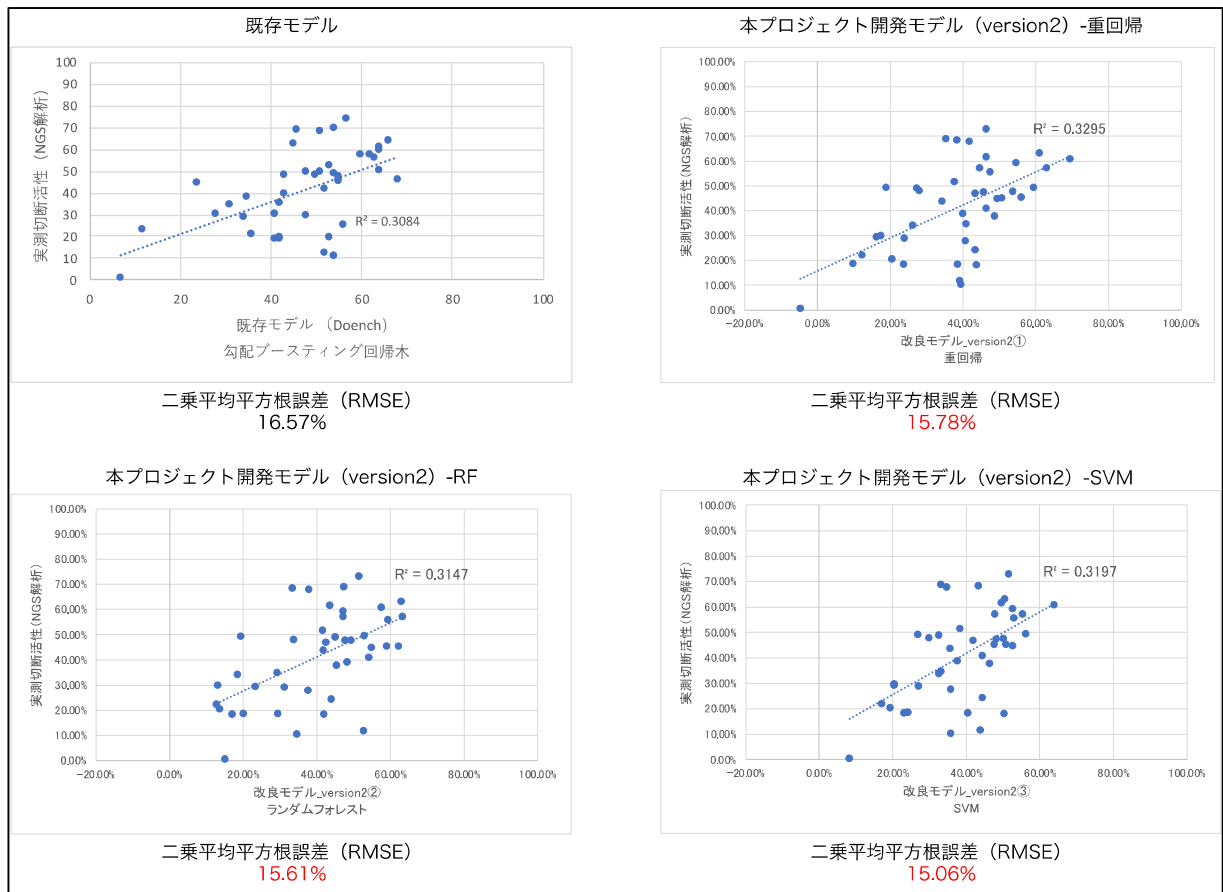 既存モデル
実測切断活性（NGS解析）
100
90
80
70
60
50
40
30
20
10
0
R² = 0.3084
0 20 40 60 80 100
既存モデル （Doench）
勾配ブースティング回帰木
二乗平均平方根誤差（RMSE）
16.57%
本プロジェクト開発モデル（version2）-重回帰
実測切断活性(NGS解析)
100.00%
90.00%
80.00%
70.00%
60.00%
50.00%
40.00%
30.00%
20.00%
10.00%
0.00%
R² = 0.3295
-20.00% 0.00% 20.00% 40.00% 60.00% 80.00% 100.00%
改良モデル_version2①
重回帰
二乗平均平方根誤差（RMSE）
15.78%
本プロジェクト開発モデル（version2）-RF
実測切断活性(NGS解析)
100.00%
90.00%
80.00%
70.00%
60.00%
50.00%
40.00%
30.00%
20.00%
10.00%
0.00%
R² = 0.3147
-20.00% 0.00% 20.00% 40.00% 60.00% 80.00% 100.00%
改良モデル_version2②
ランダムフォレスト
二乗平均平方根誤差（RMSE）
15.61%
本プロジェクト開発モデル（version2）-SVM
実測切断活性(NGS解析)
100.00%
90.00%
80.00%
70.00%
60.00%
50.00%
40.00%
30.00%
20.00%
10.00%
0.00%
R² = 0.3197
-20.00% 0.00% 20.00% 40.00% 60.00% 80.00% 100.00%
改良モデル_version2③
SVM
二乗平均平方根誤差（RMSE）
15.06%